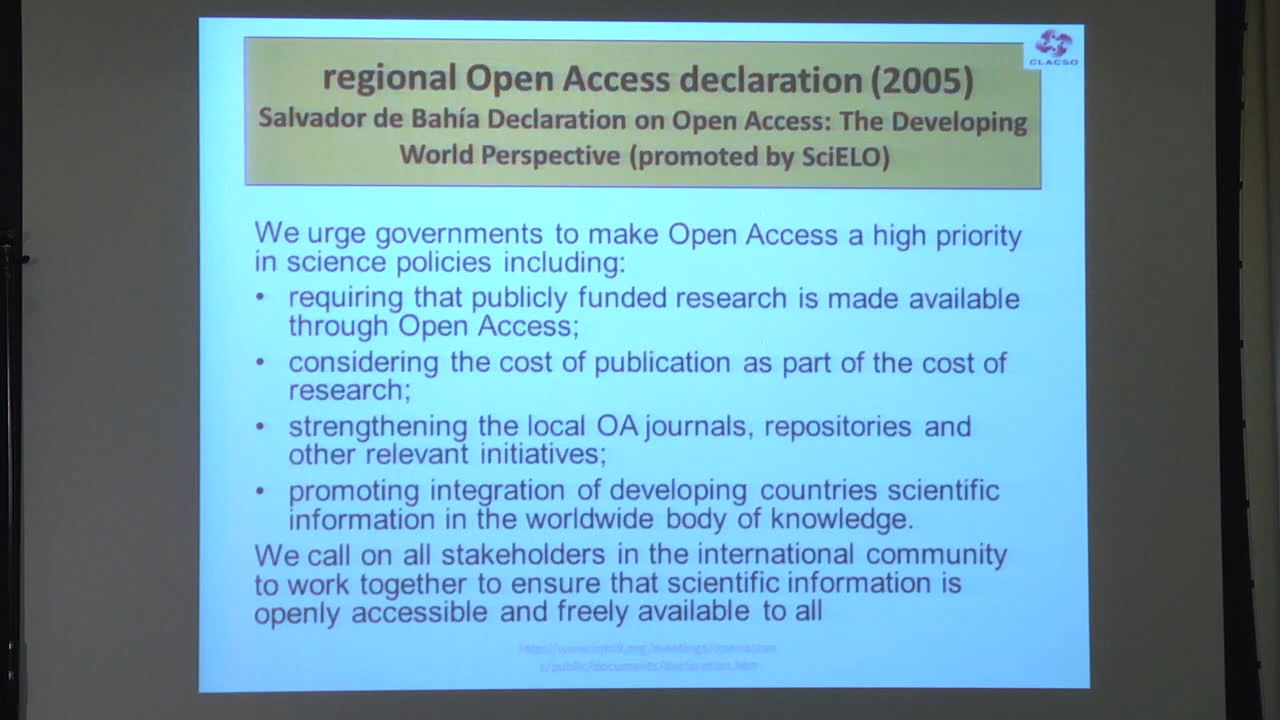 CLACSO
regional Open Access declaration (2005)
Salvador de Bahía Declaration on Open Access: The Developing
World Perspective (promoted by SciELO)
We urge governments to make Open Access a high priority
in science policies including:
• requiring that publicly funded research is made available
through Open Access;
• considering the cost of publication as part of the cost of
research;
• strengthening the local OA journals, repositories and
other relevant initiatives;
• promoting integration of developing countries scientific
information in the worldwide body of knowledge.
We call on all stakeholders in the international community
to work together to ensure that scientific information is
openly accessible and freely available to all